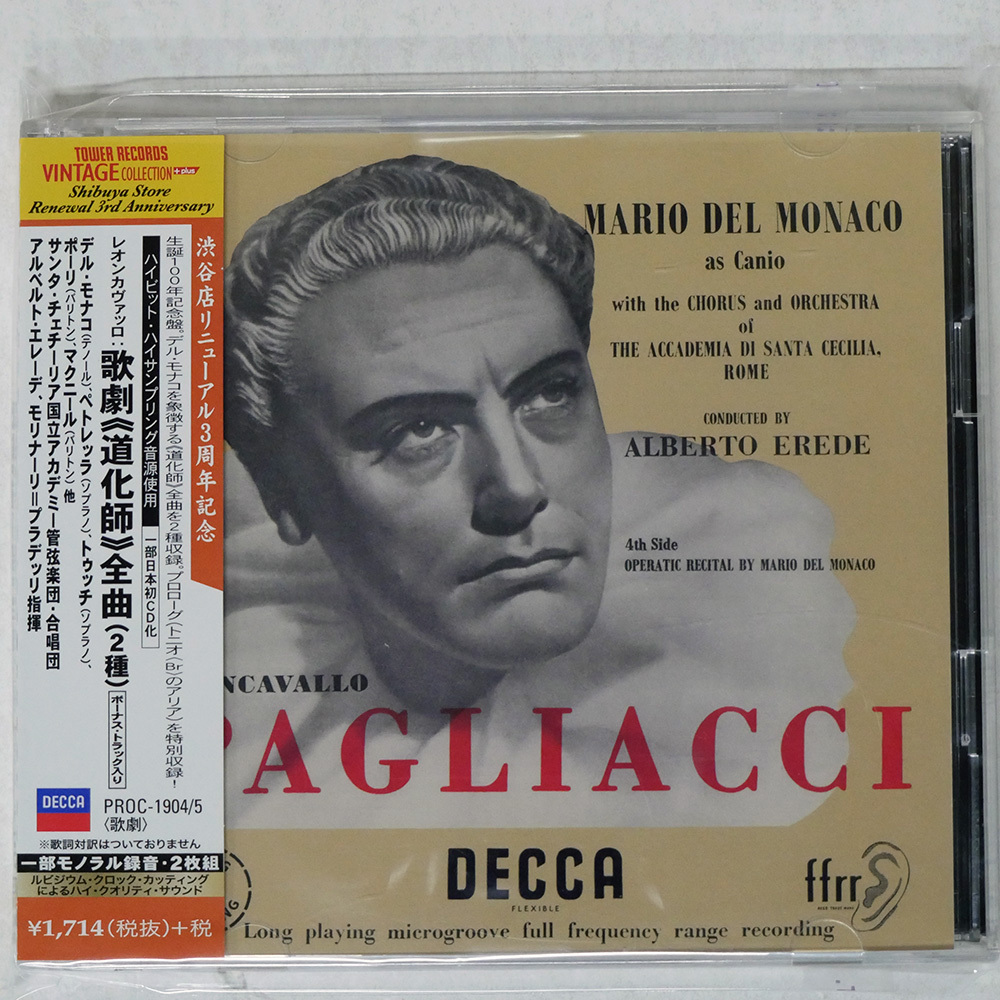 TOWER RECORDS
VINTAGE COLLECTION +plus
Shibuya Store
Renewal 3rd Anniversary
渋谷店リニューアル3周年記念
生誕100年記念盤。デル・モナコを象徴する《道化師》全曲を2種収録。プロローグ(トニオ〈Br〉のアリア)を特別収録!
ハイビット・ハイサンプリング音源使用
一部日本初CD化
レオンカヴァッロ:
歌劇《道化師》全曲(2種)
ボーナス・トラック入り
デル・モナコ(テノール)、ペトレッラ(ソプラノ)、トゥッチ(ソプラノ)、
ポーリ(バリトン)、マクニール(バリトン)他
サンタ・チェチーリア国立アカデミー管弦楽団・合唱団
アルベルト・エレーデ、モリナーリ=プラデッリ指揮
DECCA
PROC-1904/5
〈歌劇〉
※歌詞対訳はついておりません
一部モノラル録音・2枚組
ルビジウム・クロック・カッティング
によるハイ・クオリティ・サウンド
¥1,714(税抜)+税
MARIO DEL MONACO
as Canio
with the CHORUS and ORCHESTRA
of
THE ACCADEMIA DI SANTA CECILIA,
ROME
CONDUCTED BY
ALBERTO EREDE
4th Side
OPERATIC RECITAL BY MARIO DEL MONACO
NCAVALLO
PAGLIACCI
DECCA
FLEXIBLE
ffrr
Long playing microgroove full frequency range recording